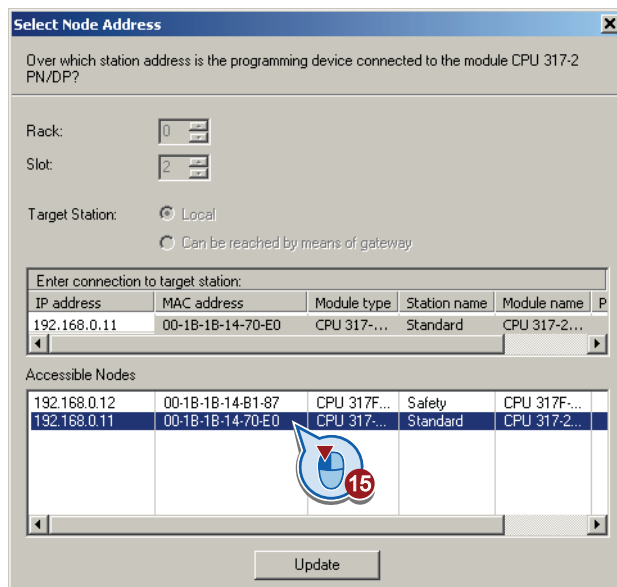 Select Node Address
Over which station address is the programming device connected to the module CPU 317-2
PN/DP?
Rack: 0
Slot: 2
Target Station: Local
Can be reached by means of gateway
Enter connection to target station:
IP address MAC address Module type Station name Module name P
192.168.0.11 00-1B-1B-14-70-E0 CPU 317-... Standard CPU 317-2...
Accessible Nodes
192.168.0.12 00-1B-1B-14-B1-87 CPU 317F... Safety CPU 317F-...
192.168.0.11 00-1B-1B-14-70-E0 CPU 317-... Standard CPU 317-2...
15
Update